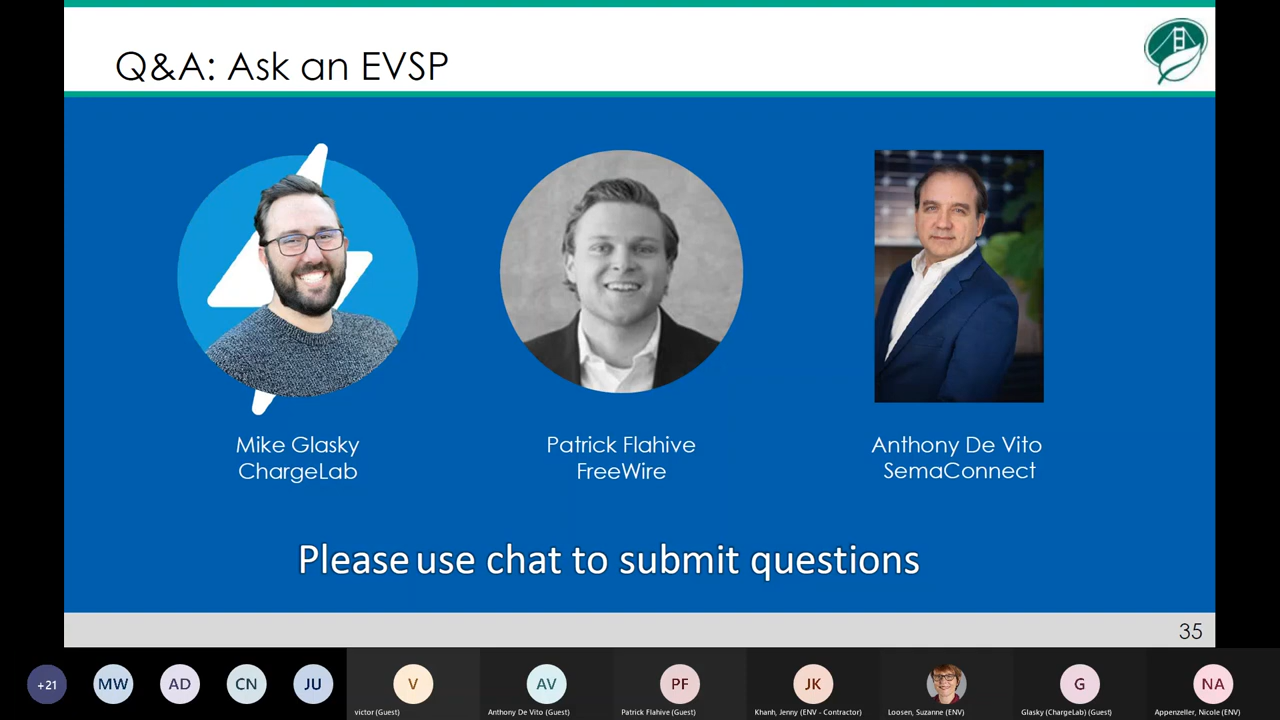 Q&A: Ask an EVSP
Mike Glasky
ChargeLab
Patrick Flahive
FreeWire
Anthony De Vito
SemaConnect
Please use chat to submit questions
35
+21
MW
AD
CN
JU
V
AV
PF
JK
G
NA
victor (Guest)
Anthony De Vito (Guest)
Patrick Flahive (Guest)
Khanh, Jenny (ENV - Contractor)
Loosen, Suzanne (ENV)
Glasky (ChargeLab) (Guest)
Appenzeller, Nicole (ENV)